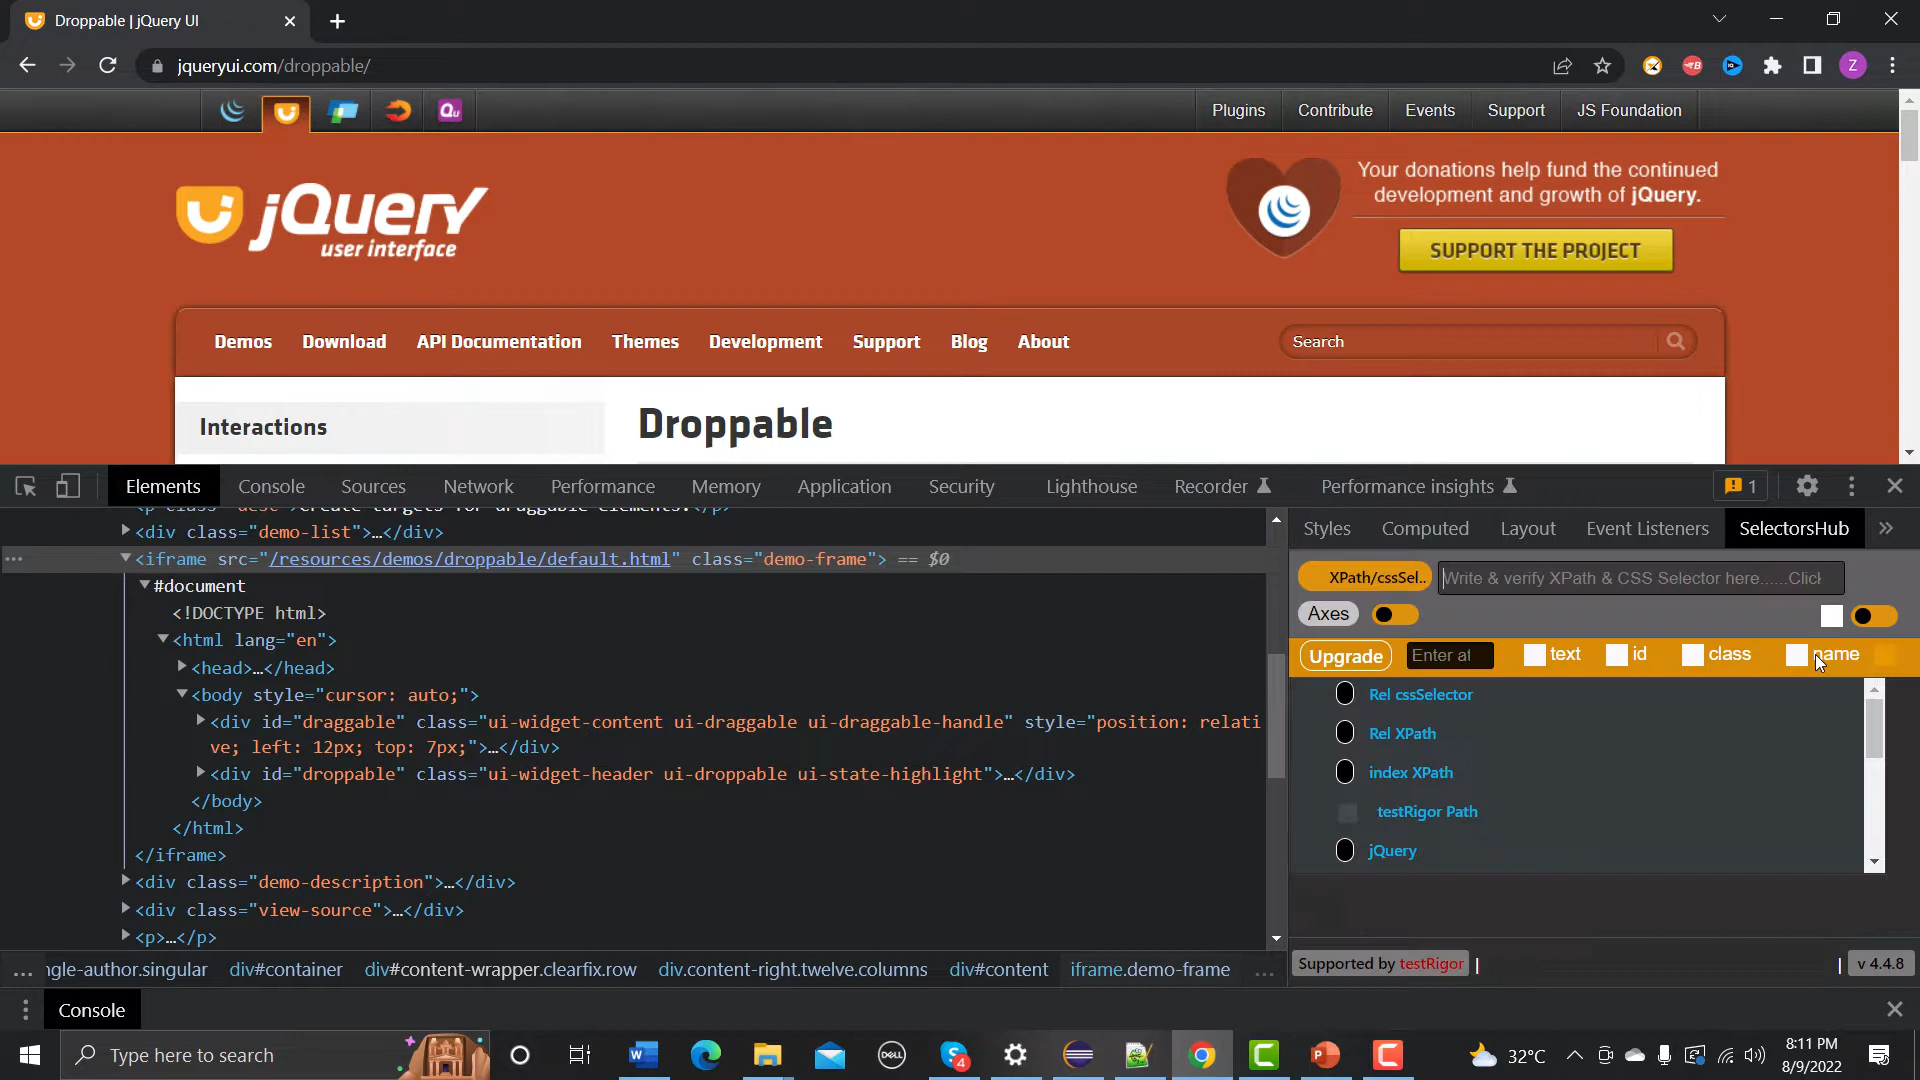 Droppable | jQuery UI
jqueryui.com/droppable/
Z
Plugins Contribute Events Support JS Foundation
Qu
jQuery
user interface
Your donations help fund the continued
development and growth of jQuery.
SUPPORT THE PROJECT
Demos Download API Documentation Themes Development Support Blog About
Search
Interactions
Droppable
Elements Console Sources Network Performance Memory Application Security Lighthouse Recorder Performance insights 1
<div class="demo-list">…</div>
<iframe src="/resources/demos/droppable/default.html" class="demo-frame"> == $0
#document
<!DOCTYPE html>
<html lang="en">
<head>…</head>
<body style="cursor: auto;">
<div id="draggable" class="ui-widget-content ui-draggable ui-draggable-handle" style="position: relati
ve; left: 12px; top: 7px;">…</div>
<div id="droppable" class="ui-widget-header ui-droppable ui-state-highlight">…</div>
</body>
</html>
</iframe>
<div class="demo-description">…</div>
<div class="view-source">…</div>
<p>…</p>
Styles Computed Layout Event Listeners SelectorsHub »
XPath/cssSel.. Write & verify XPath & CSS Selector here......Click
Axes
Upgrade Enter at text id class name
Rel cssSelector
Rel XPath
index XPath
testRigor Path
jQuery
Supported by testRigor | | v 4.4.8
... ngle-author.singular div#container div#content-wrapper.clearfix.row div.content-right.twelve.columns div#content iframe.demo-frame ...
Console
Type here to search
DELL
4
32°C
8:11 PM
8/9/2022